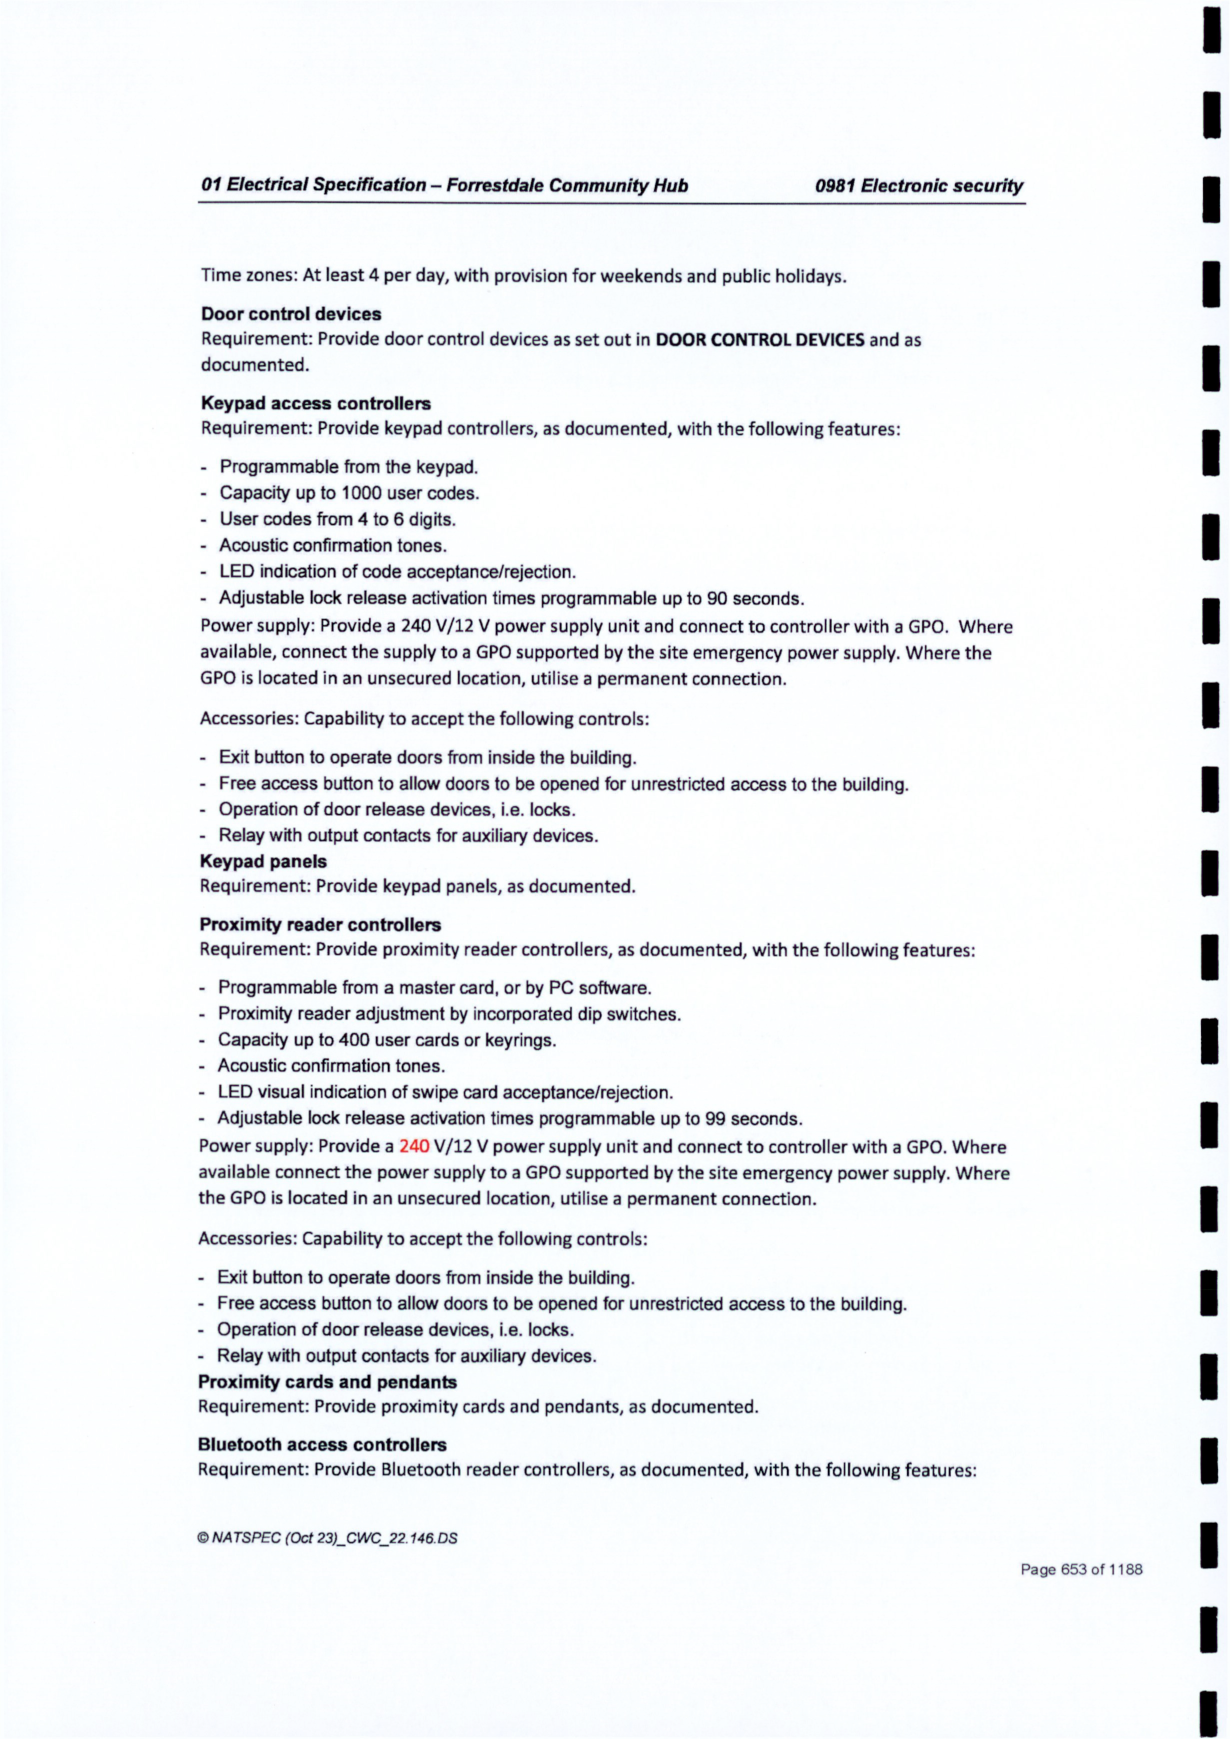 01 Electrical Specification – Forrestdale Community Hub 0981 Electronic security
Time zones: At least 4 per day, with provision for weekends and public holidays.
Door control devices
Requirement: Provide door control devices as set out in DOOR CONTROL DEVICES and as
documented.
Keypad access controllers
Requirement: Provide keypad controllers, as documented, with the following features:
- Programmable from the keypad.
- Capacity up to 1000 user codes.
- User codes from 4 to 6 digits.
- Acoustic confirmation tones.
- LED indication of code acceptance/rejection.
- Adjustable lock release activation times programmable up to 90 seconds.
Power supply: Provide a 240 V/12 V power supply unit and connect to controller with a GPO. Where
available, connect the supply to a GPO supported by the site emergency power supply. Where the
GPO is located in an unsecured location, utilise a permanent connection.
Accessories: Capability to accept the following controls:
- Exit button to operate doors from inside the building.
- Free access button to allow doors to be opened for unrestricted access to the building.
- Operation of door release devices, i.e. locks.
- Relay with output contacts for auxiliary devices.
Keypad panels
Requirement: Provide keypad panels, as documented.
Proximity reader controllers
Requirement: Provide proximity reader controllers, as documented, with the following features:
- Programmable from a master card, or by PC software.
- Proximity reader adjustment by incorporated dip switches.
- Capacity up to 400 user cards or keyrings.
- Acoustic confirmation tones.
- LED visual indication of swipe card acceptance/rejection.
- Adjustable lock release activation times programmable up to 99 seconds.
Power supply: Provide a 240 V/12 V power supply unit and connect to controller with a GPO. Where
available connect the power supply to a GPO supported by the site emergency power supply. Where
the GPO is located in an unsecured location, utilise a permanent connection.
Accessories: Capability to accept the following controls:
- Exit button to operate doors from inside the building.
- Free access button to allow doors to be opened for unrestricted access to the building.
- Operation of door release devices, i.e. locks.
- Relay with output contacts for auxiliary devices.
Proximity cards and pendants
Requirement: Provide proximity cards and pendants, as documented.
Bluetooth access controllers
Requirement: Provide Bluetooth reader controllers, as documented, with the following features:
© NATSPEC (Oct 23)_CWC_22.146.DS
Page 653 of 1188